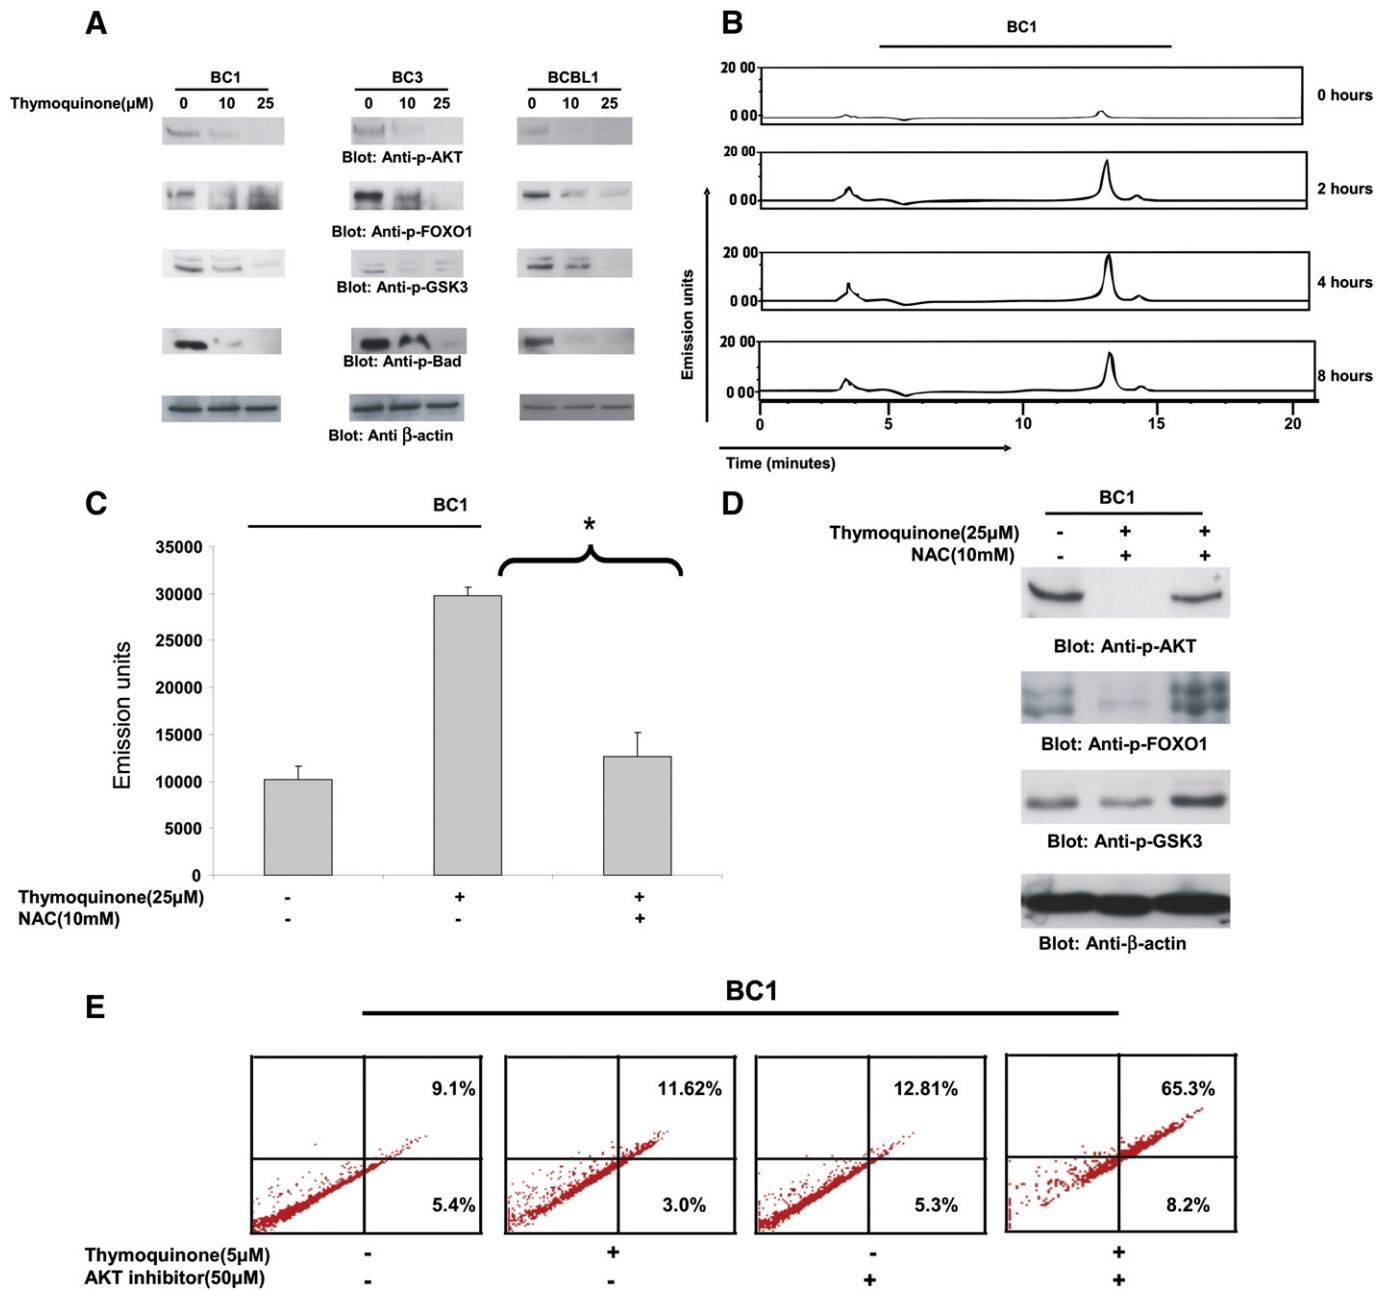 A
BC1 BC3 BCBL1
Thymoquinone(μM) 0 10 25 0 10 25 0 10 25
Blot: Anti-p-AKT
Blot: Anti-p-FOXO1
Blot: Anti-p-GSK3
Blot: Anti-p-Bad
Blot: Anti β-actin
B
BC1
20 00
0 00
0 hours
20 00
0 00
2 hours
20 00
0 00
4 hours
20 00
0 00
8 hours
Emission units
0 5 10 15 20
Time (minutes)
C
BC1
*
35000
30000
25000
20000
15000
10000
5000
0
Emission units
Thymoquinone(25μM) - + +
NAC(10mM) - - +
D
BC1
Thymoquinone(25μM) - + +
NAC(10mM) - + +
Blot: Anti-p-AKT
Blot: Anti-p-FOXO1
Blot: Anti-p-GSK3
Blot: Anti-β-actin
E
BC1
9.1% 11.62% 12.81% 65.3%
5.4% 3.0% 5.3% 8.2%
Thymoquinone(5μM) - + - +
AKT inhibitor(50μM) - - + +